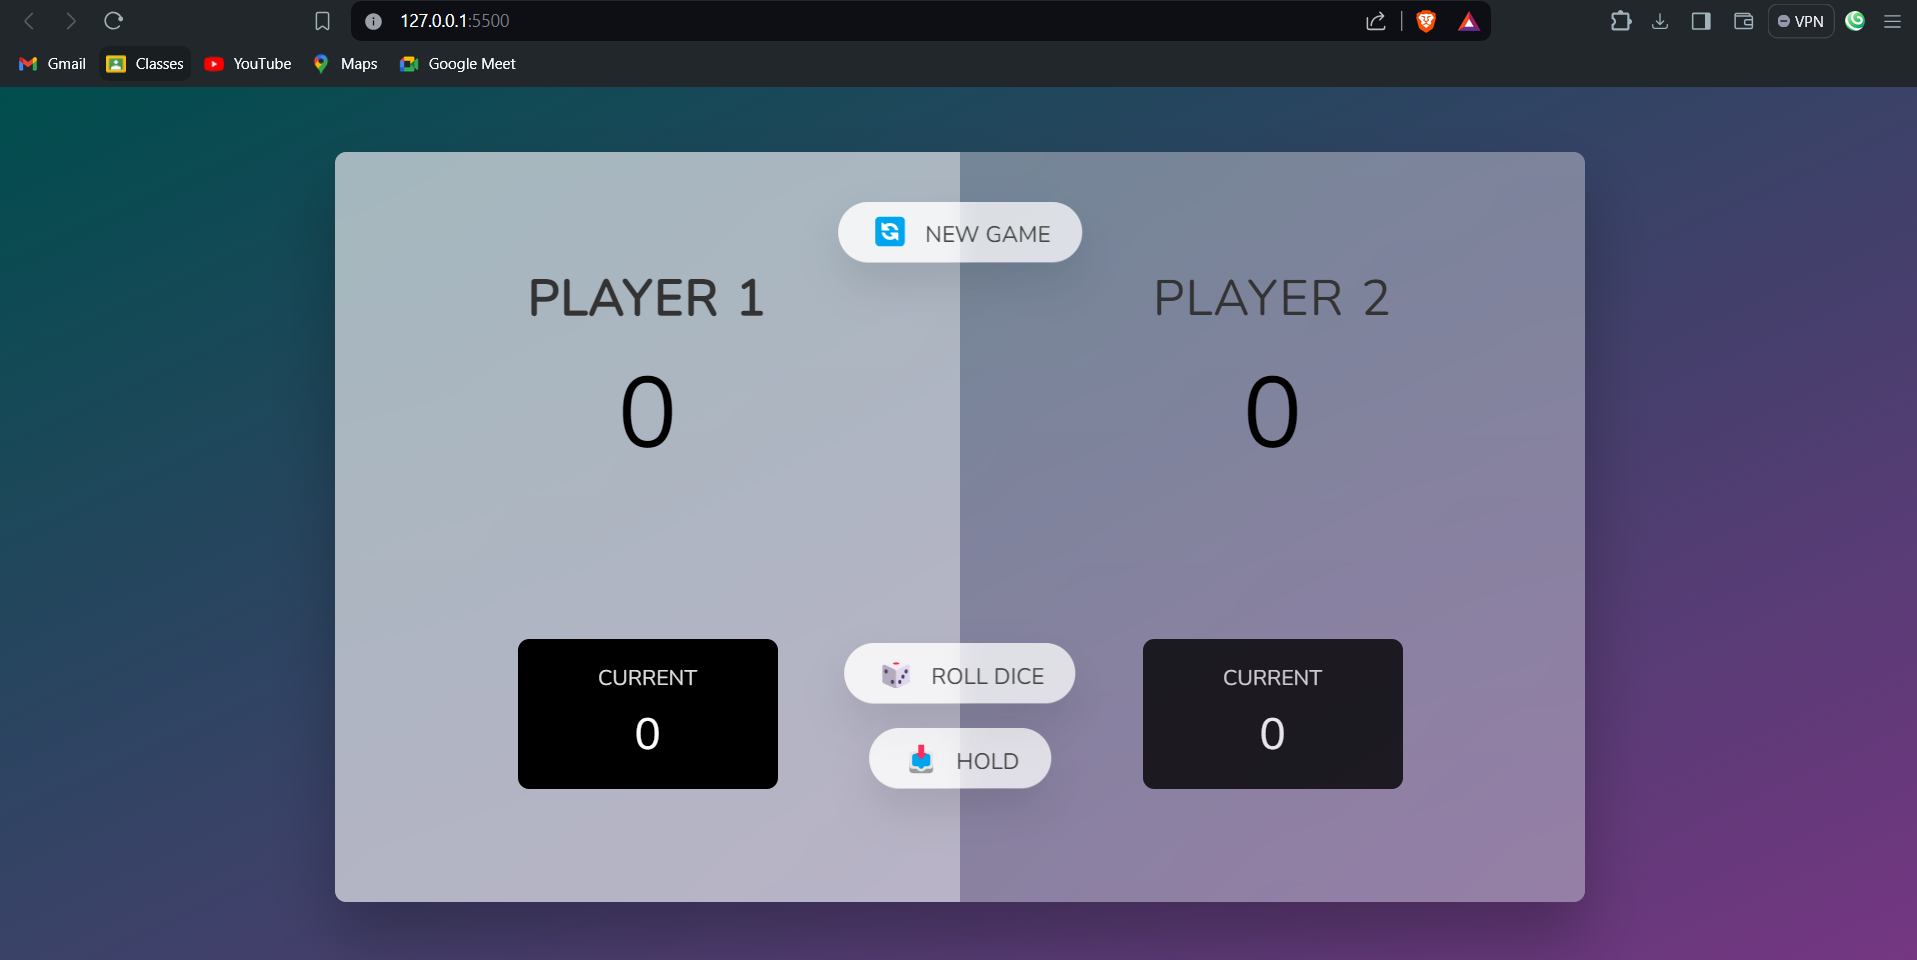 127.0.0.1:5500
VPN
Gmail Classes YouTube Maps Google Meet
🔄 NEW GAME
PLAYER 1
0
PLAYER 2
0
CURRENT
0
🎲 ROLL DICE
📥 HOLD
CURRENT
0